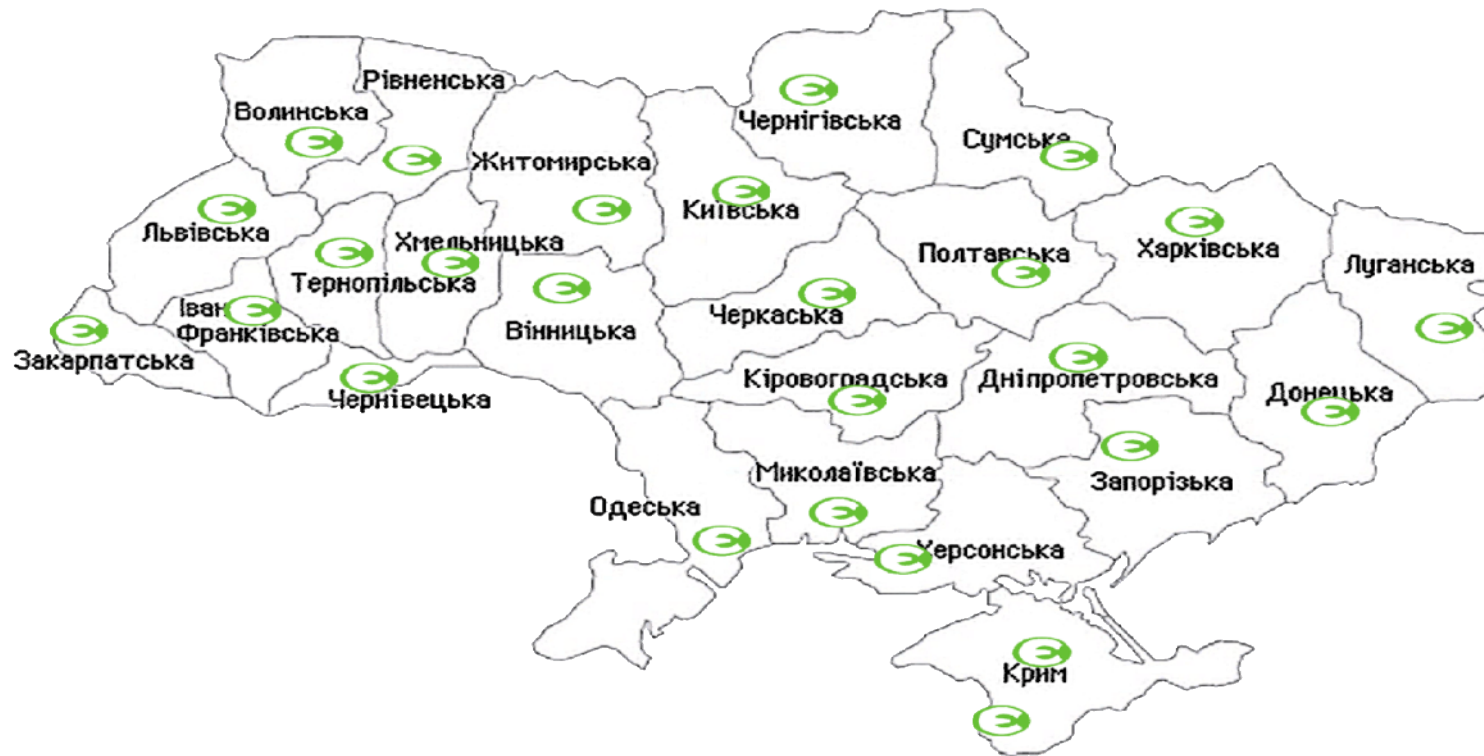 Рівненська
Волинська
Чернігівська
Сумська
Житомирська
Київська
Львівська
Хмельницька
Полтавська
Харківська
Луганська
Тернопільська
Іван
Франківська
Вінницька
Черкаська
Закарпатська
Чернівецька
Кіровоградська
Дніпропетровська
Донецька
Миколаївська
Запорізька
Одеська
Херсонська
Крим